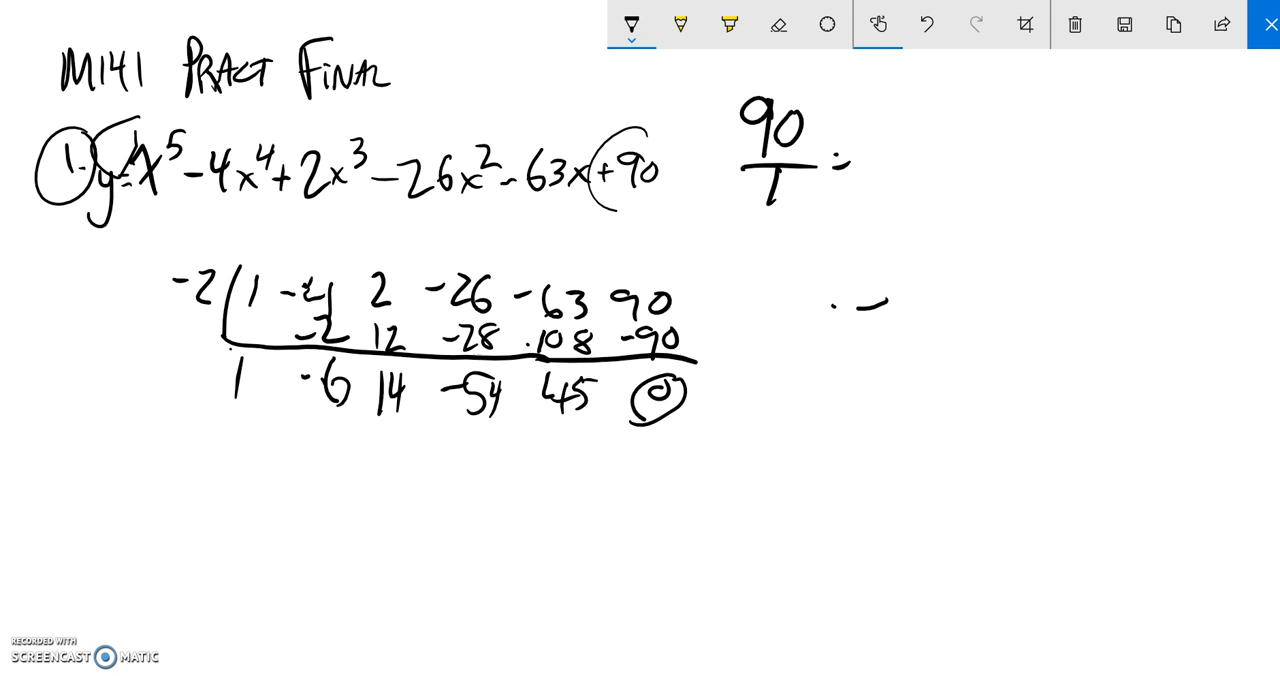 M141 PRACT FINAL
1. y = 1x^5 - 4x^4 + 2x^3 - 26x^2 - 63x + 90
90/1 =
-2 | 1 -4 2 -26 -63 90
-2 12 -28 108 -90
1 -6 14 -54 45 0
RECORDED WITH
SCREENCAST MATIC